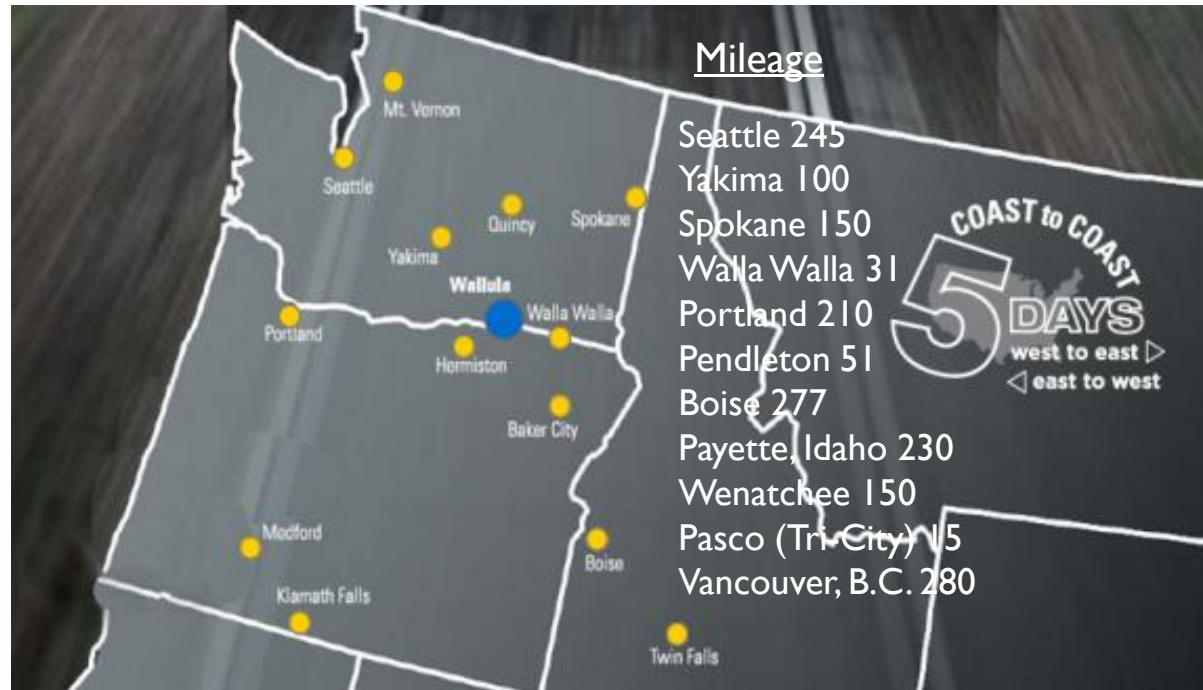 Mileage
Mt. Vernon
Seattle 245
Seattle
Yakima 100
Quincy
Spokane
Spokane 150
Yakima
Walla Walla 31
Wallula
Walla Walla
Portland 210
Portland
Hermiston
Pendleton 51
Baker City
Boise 277
Payette, Idaho 230
Wenatchee 150
Medford
Pasco (Tri-City) 15
Boise
Vancouver, B.C. 280
Klamath Falls
Twin Falls
COAST to COAST
5 DAYS
west to east
east to west